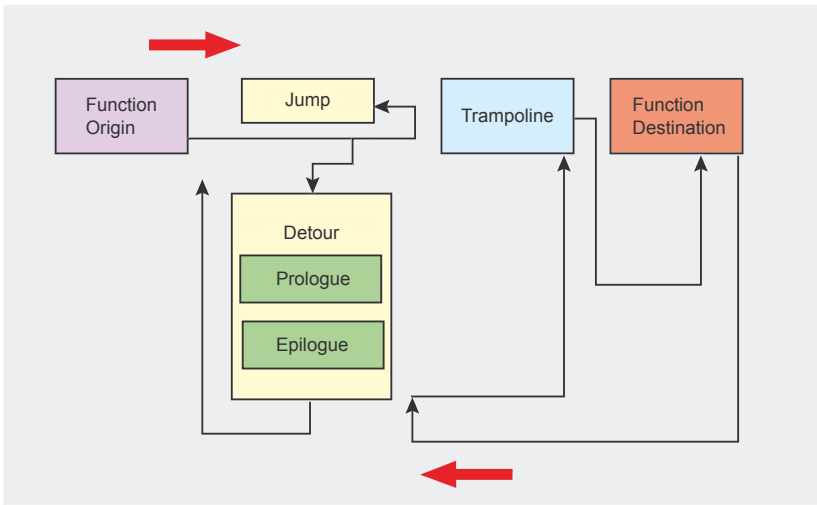 Function
Origin
Jump
Trampoline
Function
Destination
Detour
Prologue
Epilogue